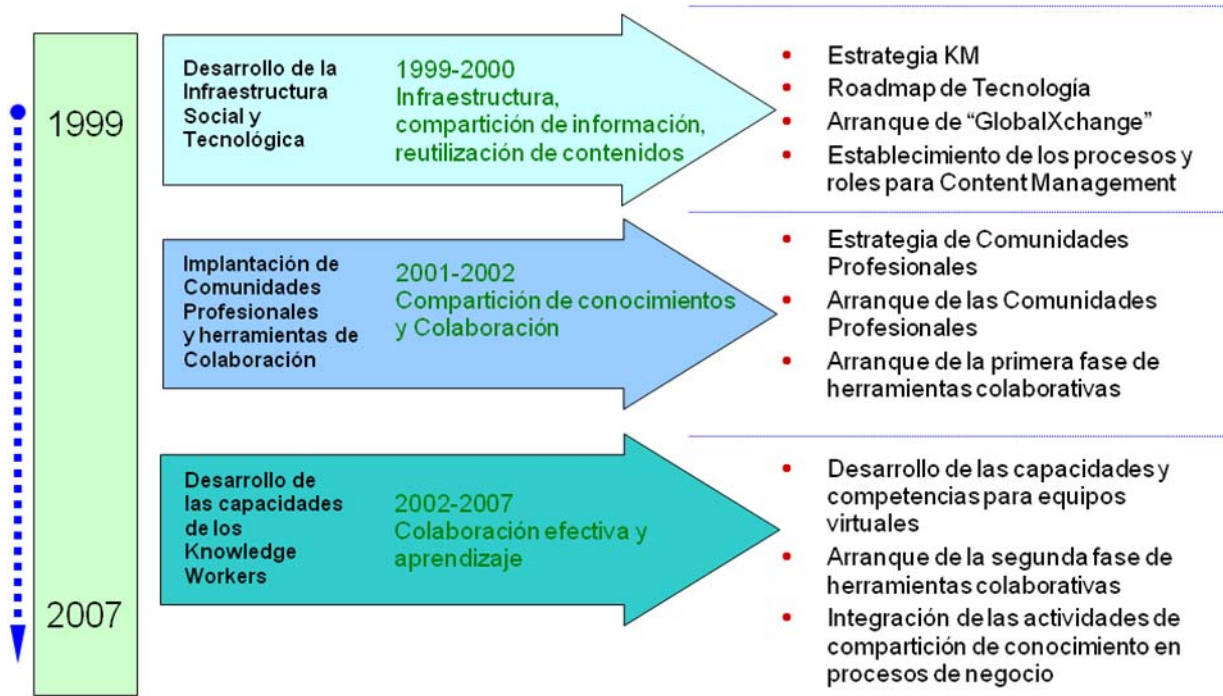 1999
2007
Desarrollo de la
Infraestructura
Social y
Tecnológica
1999-2000
Infraestructura,
compartición de información,
reutilización de contenidos
Estrategia KM
Roadmap de Tecnología
Arranque de “GlobalXchange”
Establecimiento de los procesos y
roles para Content Management
Implantación de
Comunidades
Profesionales
y herramientas de
Colaboración
2001-2002
Compartición de conocimientos
y Colaboración
Estrategia de Comunidades
Profesionales
Arranque de las Comunidades
Profesionales
Arranque de la primera fase de
herramientas colaborativas
Desarrollo de
las capacidades
de los
Knowledge
Workers
2002-2007
Colaboración efectiva y
aprendizaje
Desarrollo de las capacidades y
competencias para equipos
virtuales
Arranque de la segunda fase de
herramientas colaborativas
Integración de las actividades de
compartición de conocimiento en
procesos de negocio